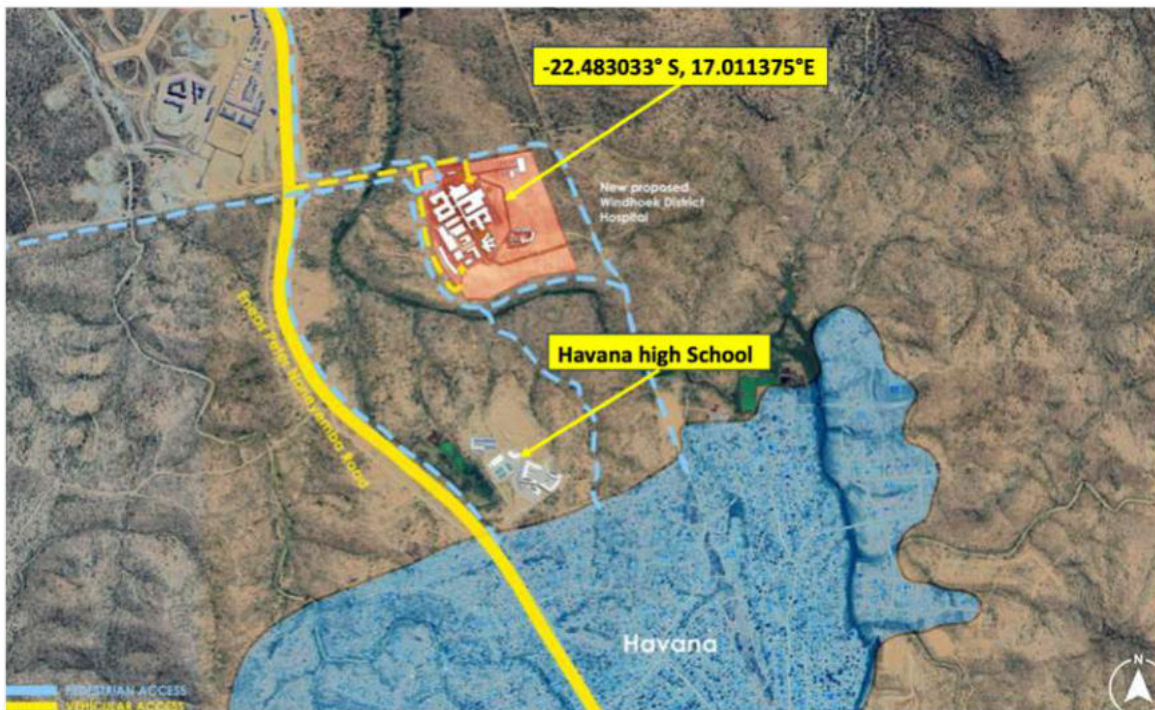 -22.483033° S, 17.011375°E
New proposed
Windhoek District
Hospital
Havana high School
Havana
N
PEDESTRIAN ACCESS
VEHICULAR ACCESS